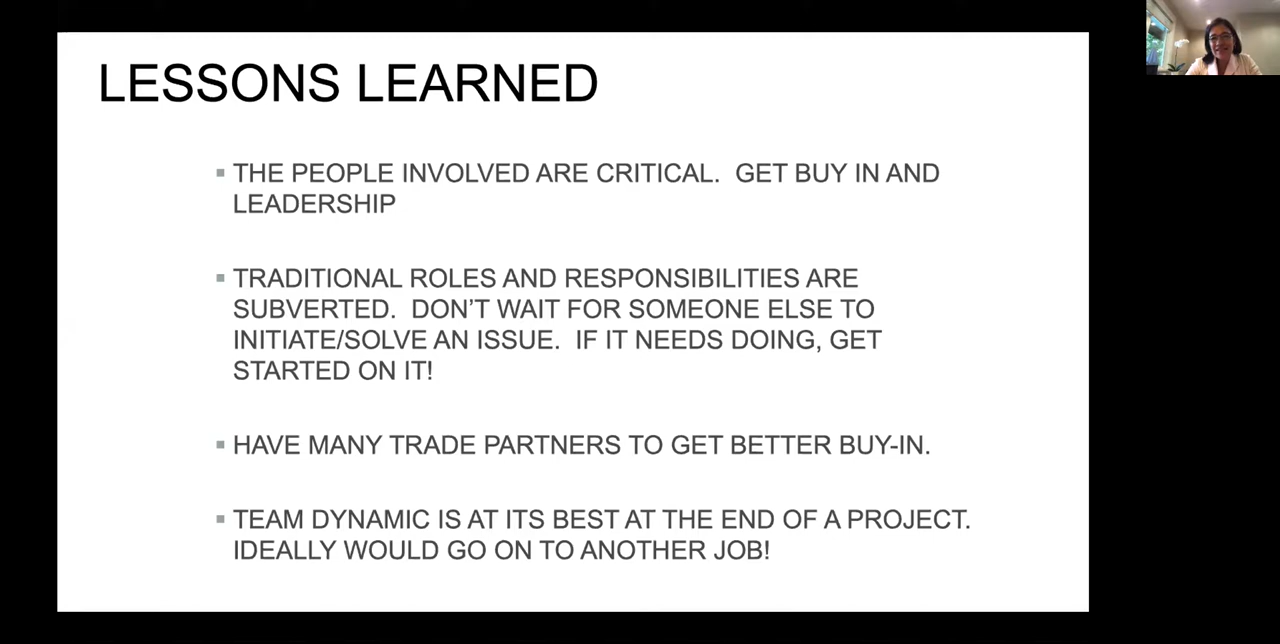 LESSONS LEARNED
▪ THE PEOPLE INVOLVED ARE CRITICAL.  GET BUY IN AND
LEADERSHIP
▪ TRADITIONAL ROLES AND RESPONSIBILITIES ARE
SUBVERTED.  DON’T WAIT FOR SOMEONE ELSE TO
INITIATE/SOLVE AN ISSUE.  IF IT NEEDS DOING, GET
STARTED ON IT!
▪ HAVE MANY TRADE PARTNERS TO GET BETTER BUY-IN.
▪ TEAM DYNAMIC IS AT ITS BEST AT THE END OF A PROJECT.
IDEALLY WOULD GO ON TO ANOTHER JOB!